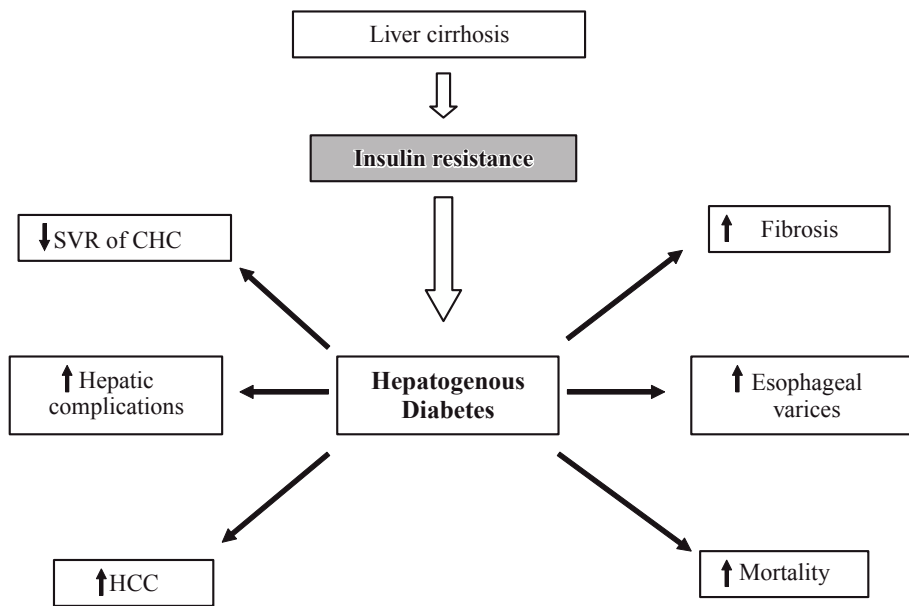 Liver cirrhosis
Insulin resistance
↓ SVR of CHC
↑ Fibrosis
↑ Hepatic
complications
Hepatogenous
Diabetes
↑ Esophageal
varices
↑ HCC
↑ Mortality